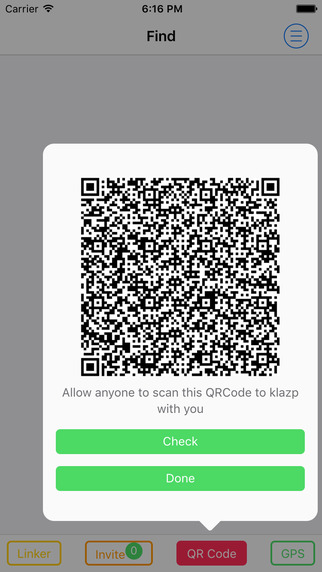 Carrier 6:16 PM
Find
Allow anyone to scan this QRCode to klazp
with you
Check
Done
Linker Invite 0 QR Code GPS